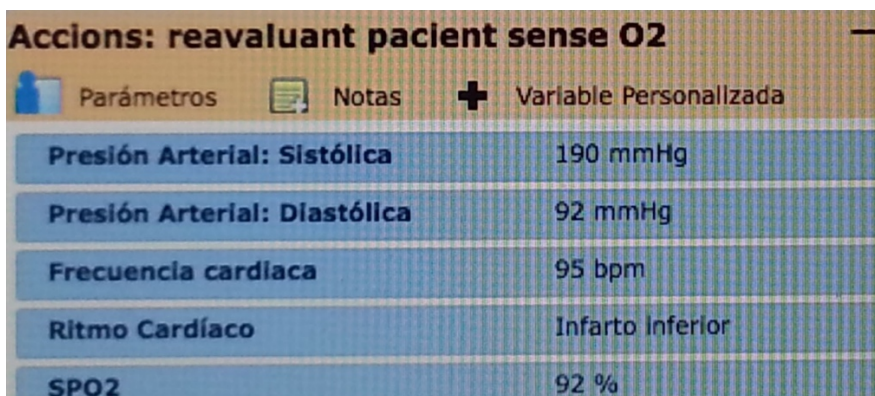 Accions: reavaluant pacient sense O2
Parámetros Notas Variable Personalizada
Presión Arterial: Sistólica 190 mmHg
Presión Arterial: Diastólica 92 mmHg
Frecuencia cardiaca 95 bpm
Ritmo Cardíaco Infarto inferior
SPO2 92 %